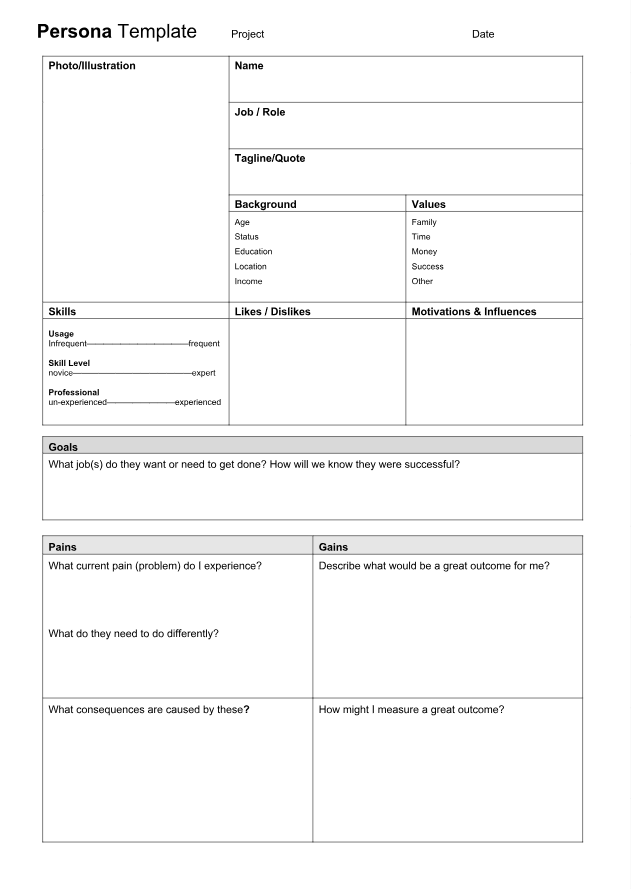 Persona Template Project Date
Photo/Illustration
Name
Job / Role
Tagline/Quote
Background
Age
Status
Education
Location
Income
Values
Family
Time
Money
Success
Other
Skills
Usage
Infrequent frequent
Skill Level
novice expert
Professional
un-experienced experienced
Likes / Dislikes
Motivations & Influences
Goals
What job(s) do they want or need to get done? How will we know they were successful?
Pains
What current pain (problem) do I experience?
What do they need to do differently?
What consequences are caused by these?
Gains
Describe what would be a great outcome for me?
How might I measure a great outcome?